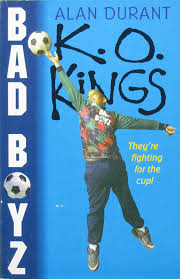 ALAN DURANT
BAD BOYZ
K.O.
KINGS
They're
fighting
for the
cup!